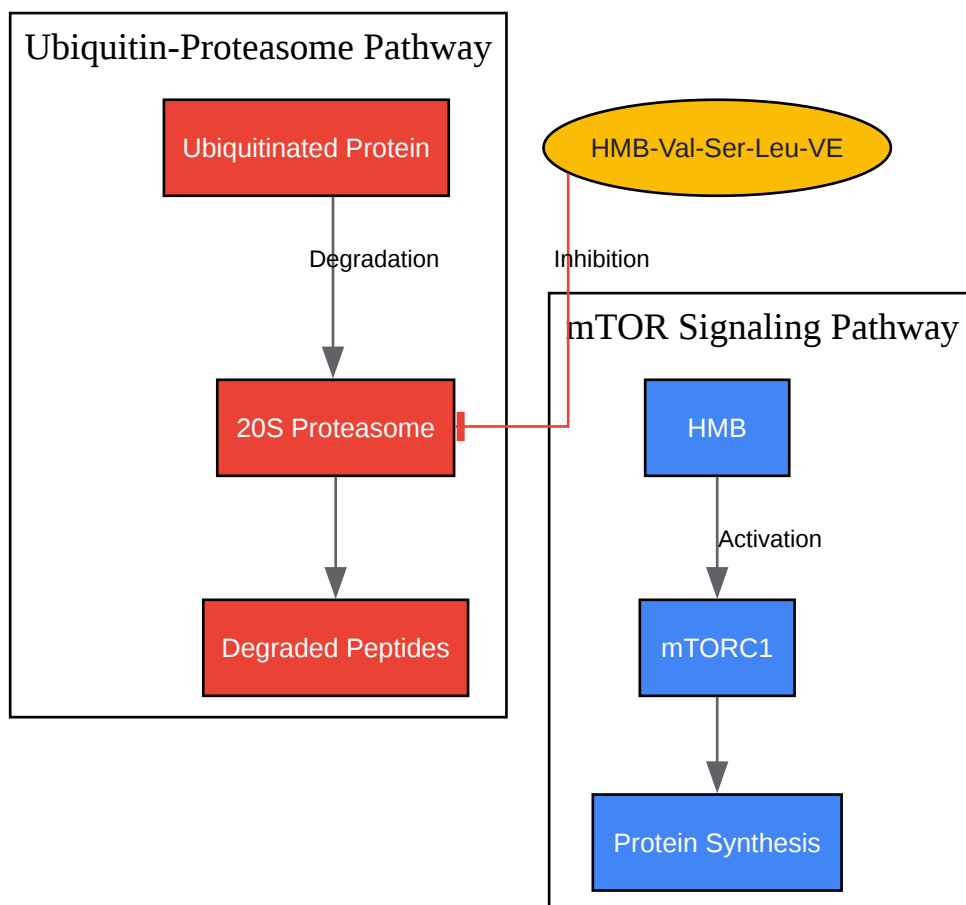 Ubiquitin-Proteasome Pathway
Ubiquitinated Protein
Degradation
20S Proteasome
Degraded Peptides
HMB-Val-Ser-Leu-VE
Inhibition
mTOR Signaling Pathway
HMB
Activation
mTORC1
Protein Synthesis